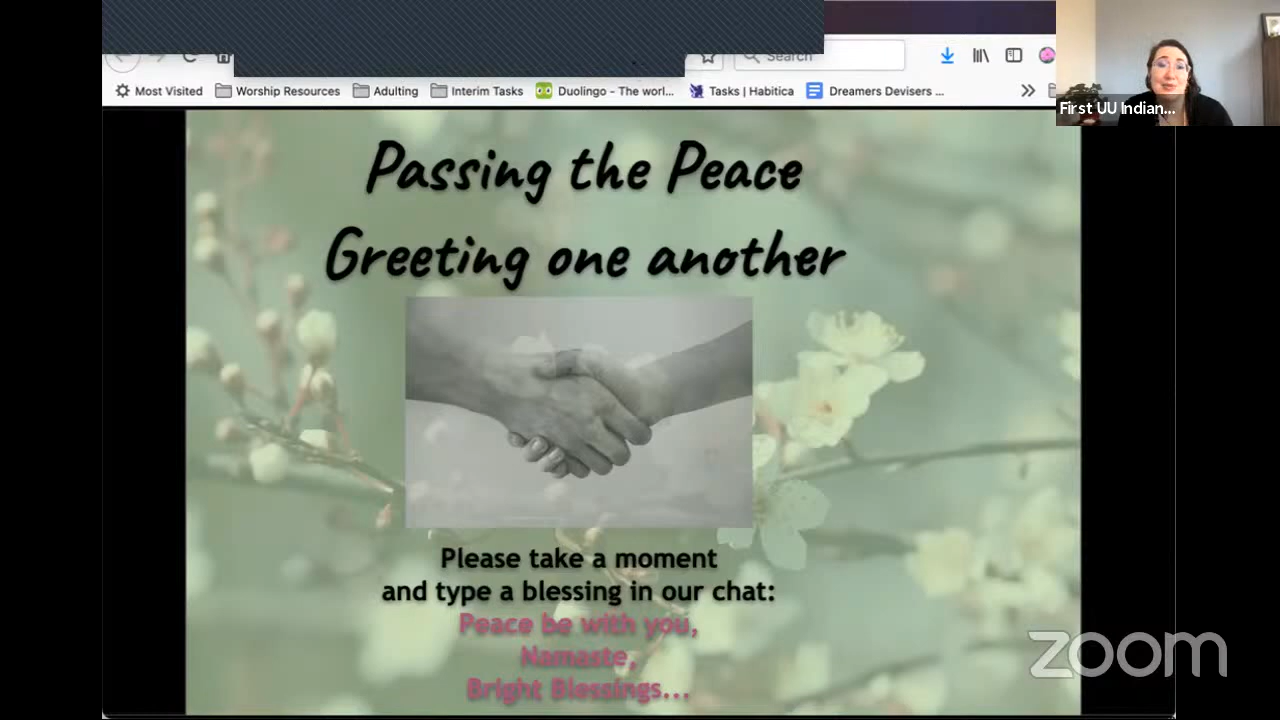 Search
Most Visited Worship Resources Adulting Interim Tasks Duolingo - The worl... Tasks | Habitica Dreamers Devisers ...
First UU Indian...
Passing the Peace
Greeting one another
Please take a moment
and type a blessing in our chat:
Peace be with you,
Namaste,
Bright Blessings...
zoom